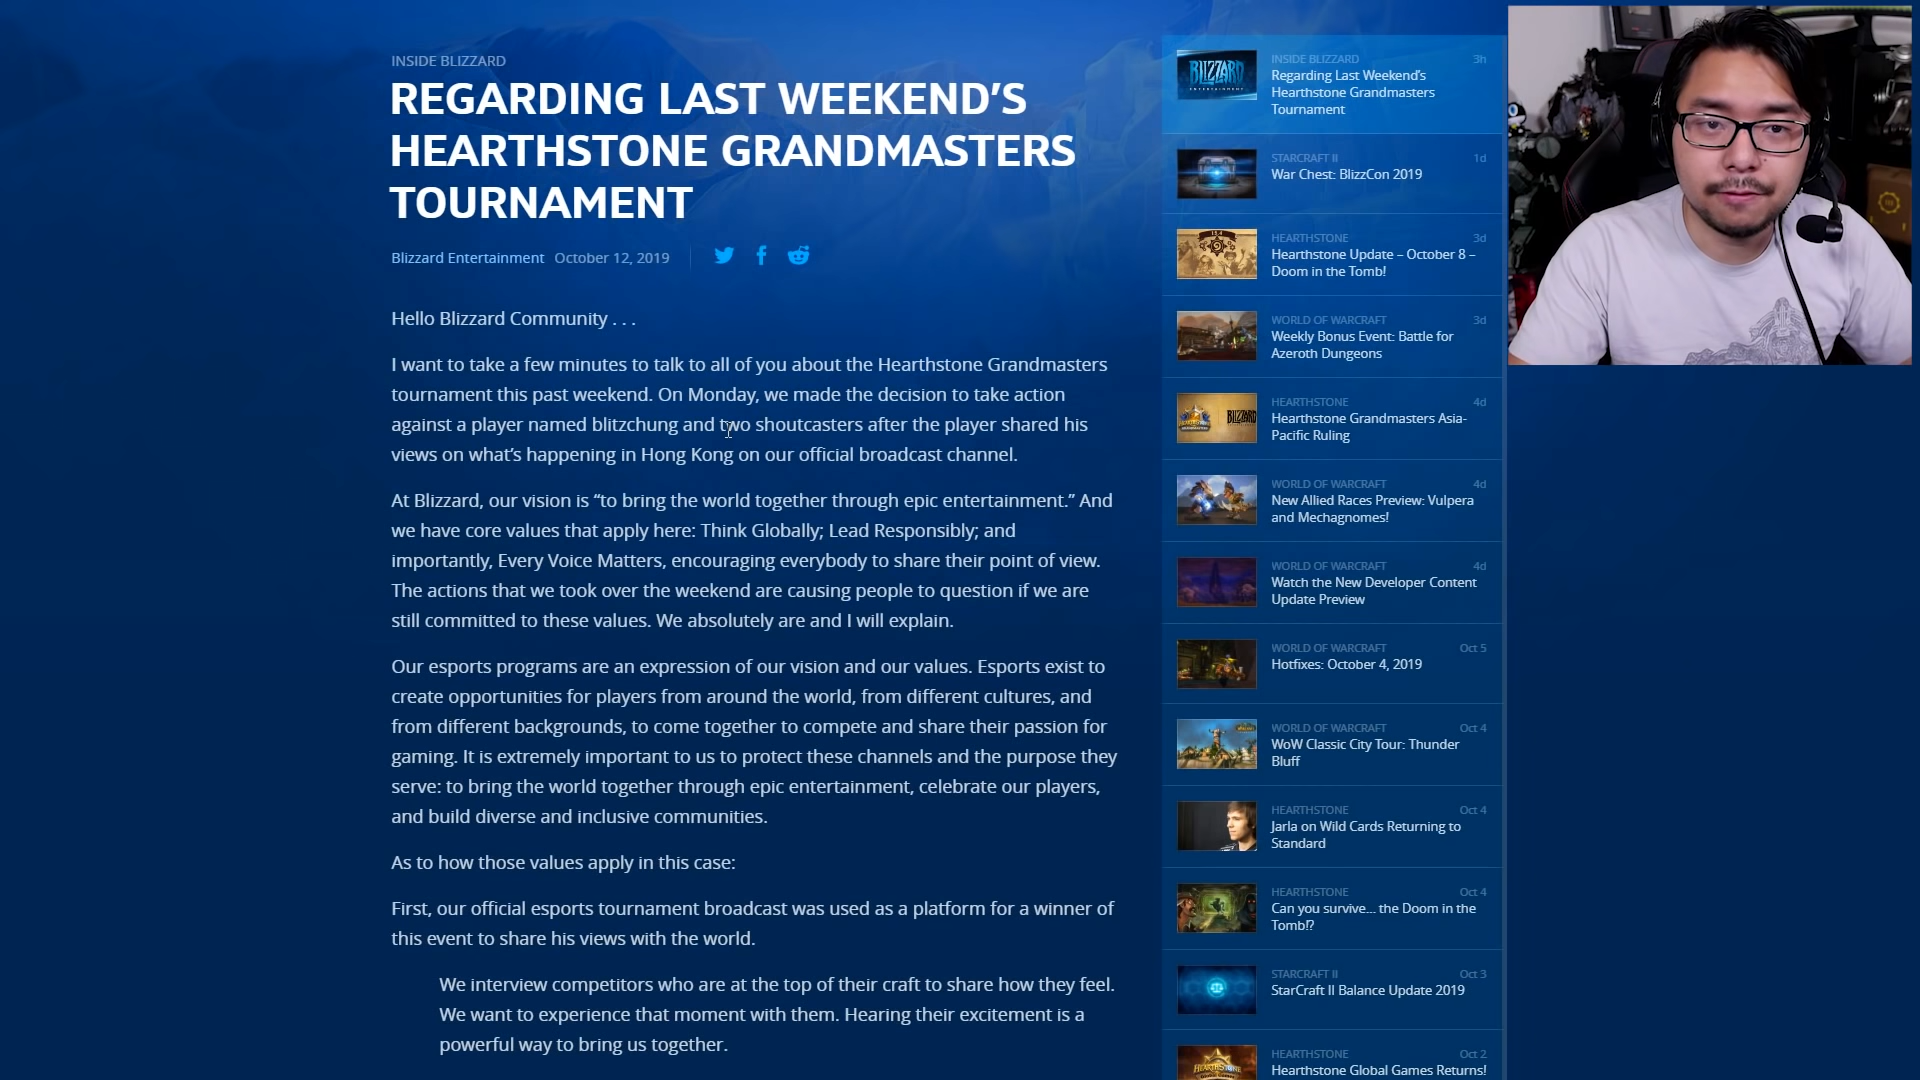 INSIDE BLIZZARD
REGARDING LAST WEEKEND’S
HEARTHSTONE GRANDMASTERS
TOURNAMENT
Blizzard Entertainment October 12, 2019
Hello Blizzard Community . . .
I want to take a few minutes to talk to all of you about the Hearthstone Grandmasters
tournament this past weekend. On Monday, we made the decision to take action
against a player named blitzchung and two shoutcasters after the player shared his
views on what’s happening in Hong Kong on our official broadcast channel.
At Blizzard, our vision is “to bring the world together through epic entertainment.” And
we have core values that apply here: Think Globally; Lead Responsibly; and
importantly, Every Voice Matters, encouraging everybody to share their point of view.
The actions that we took over the weekend are causing people to question if we are
still committed to these values. We absolutely are and I will explain.
Our esports programs are an expression of our vision and our values. Esports exist to
create opportunities for players from around the world, from different cultures, and
from different backgrounds, to come together to compete and share their passion for
gaming. It is extremely important to us to protect these channels and the purpose they
serve: to bring the world together through epic entertainment, celebrate our players,
and build diverse and inclusive communities.
As to how those values apply in this case:
First, our official esports tournament broadcast was used as a platform for a winner of
this event to share his views with the world.
We interview competitors who are at the top of their craft to share how they feel.
We want to experience that moment with them. Hearing their excitement is a
powerful way to bring us together.
BLIZZARD
ENTERTAINMENT
INSIDE BLIZZARD 3h
Regarding Last Weekend’s
Hearthstone Grandmasters
Tournament
STARCRAFT II 1d
War Chest: BlizzCon 2019
HEARTHSTONE 3d
Hearthstone Update – October 8 –
Doom in the Tomb!
WORLD OF WARCRAFT 3d
Weekly Bonus Event: Battle for
Azeroth Dungeons
BLIZZARD
HEARTHSTONE 4d
Hearthstone Grandmasters Asia-
Pacific Ruling
WORLD OF WARCRAFT 4d
New Allied Races Preview: Vulpera
and Mechagnomes!
WORLD OF WARCRAFT 4d
Watch the New Developer Content
Update Preview
WORLD OF WARCRAFT Oct 5
Hotfixes: October 4, 2019
WORLD OF WARCRAFT Oct 4
WoW Classic City Tour: Thunder
Bluff
HEARTHSTONE Oct 4
Jarla on Wild Cards Returning to
Standard
HEARTHSTONE Oct 4
Can you survive... the Doom in the
Tomb!?
STARCRAFT II Oct 3
StarCraft II Balance Update 2019
HEARTHSTONE
HEARTHSTONE Oct 2
Hearthstone Global Games Returns!